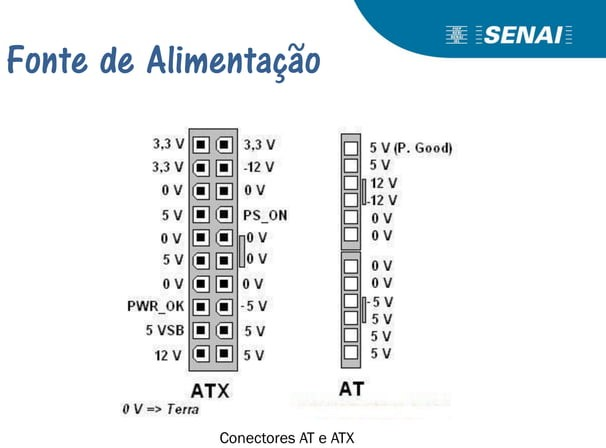 SENAI
Fonte de Alimentação
3,3 V 3,3 V
3,3 V -12 V
0 V 0 V
5 V PS_ON
0 V 0 V
5 V 0 V
0 V 0 V
PWR_OK -5 V
5 VSB 5 V
12 V 5 V
ATX
0 V => Terra
5 V (P. Good)
5 V
12 V
-12 V
0 V
0 V
0 V
0 V
-5 V
5 V
5 V
5 V
AT
Conectores AT e ATX